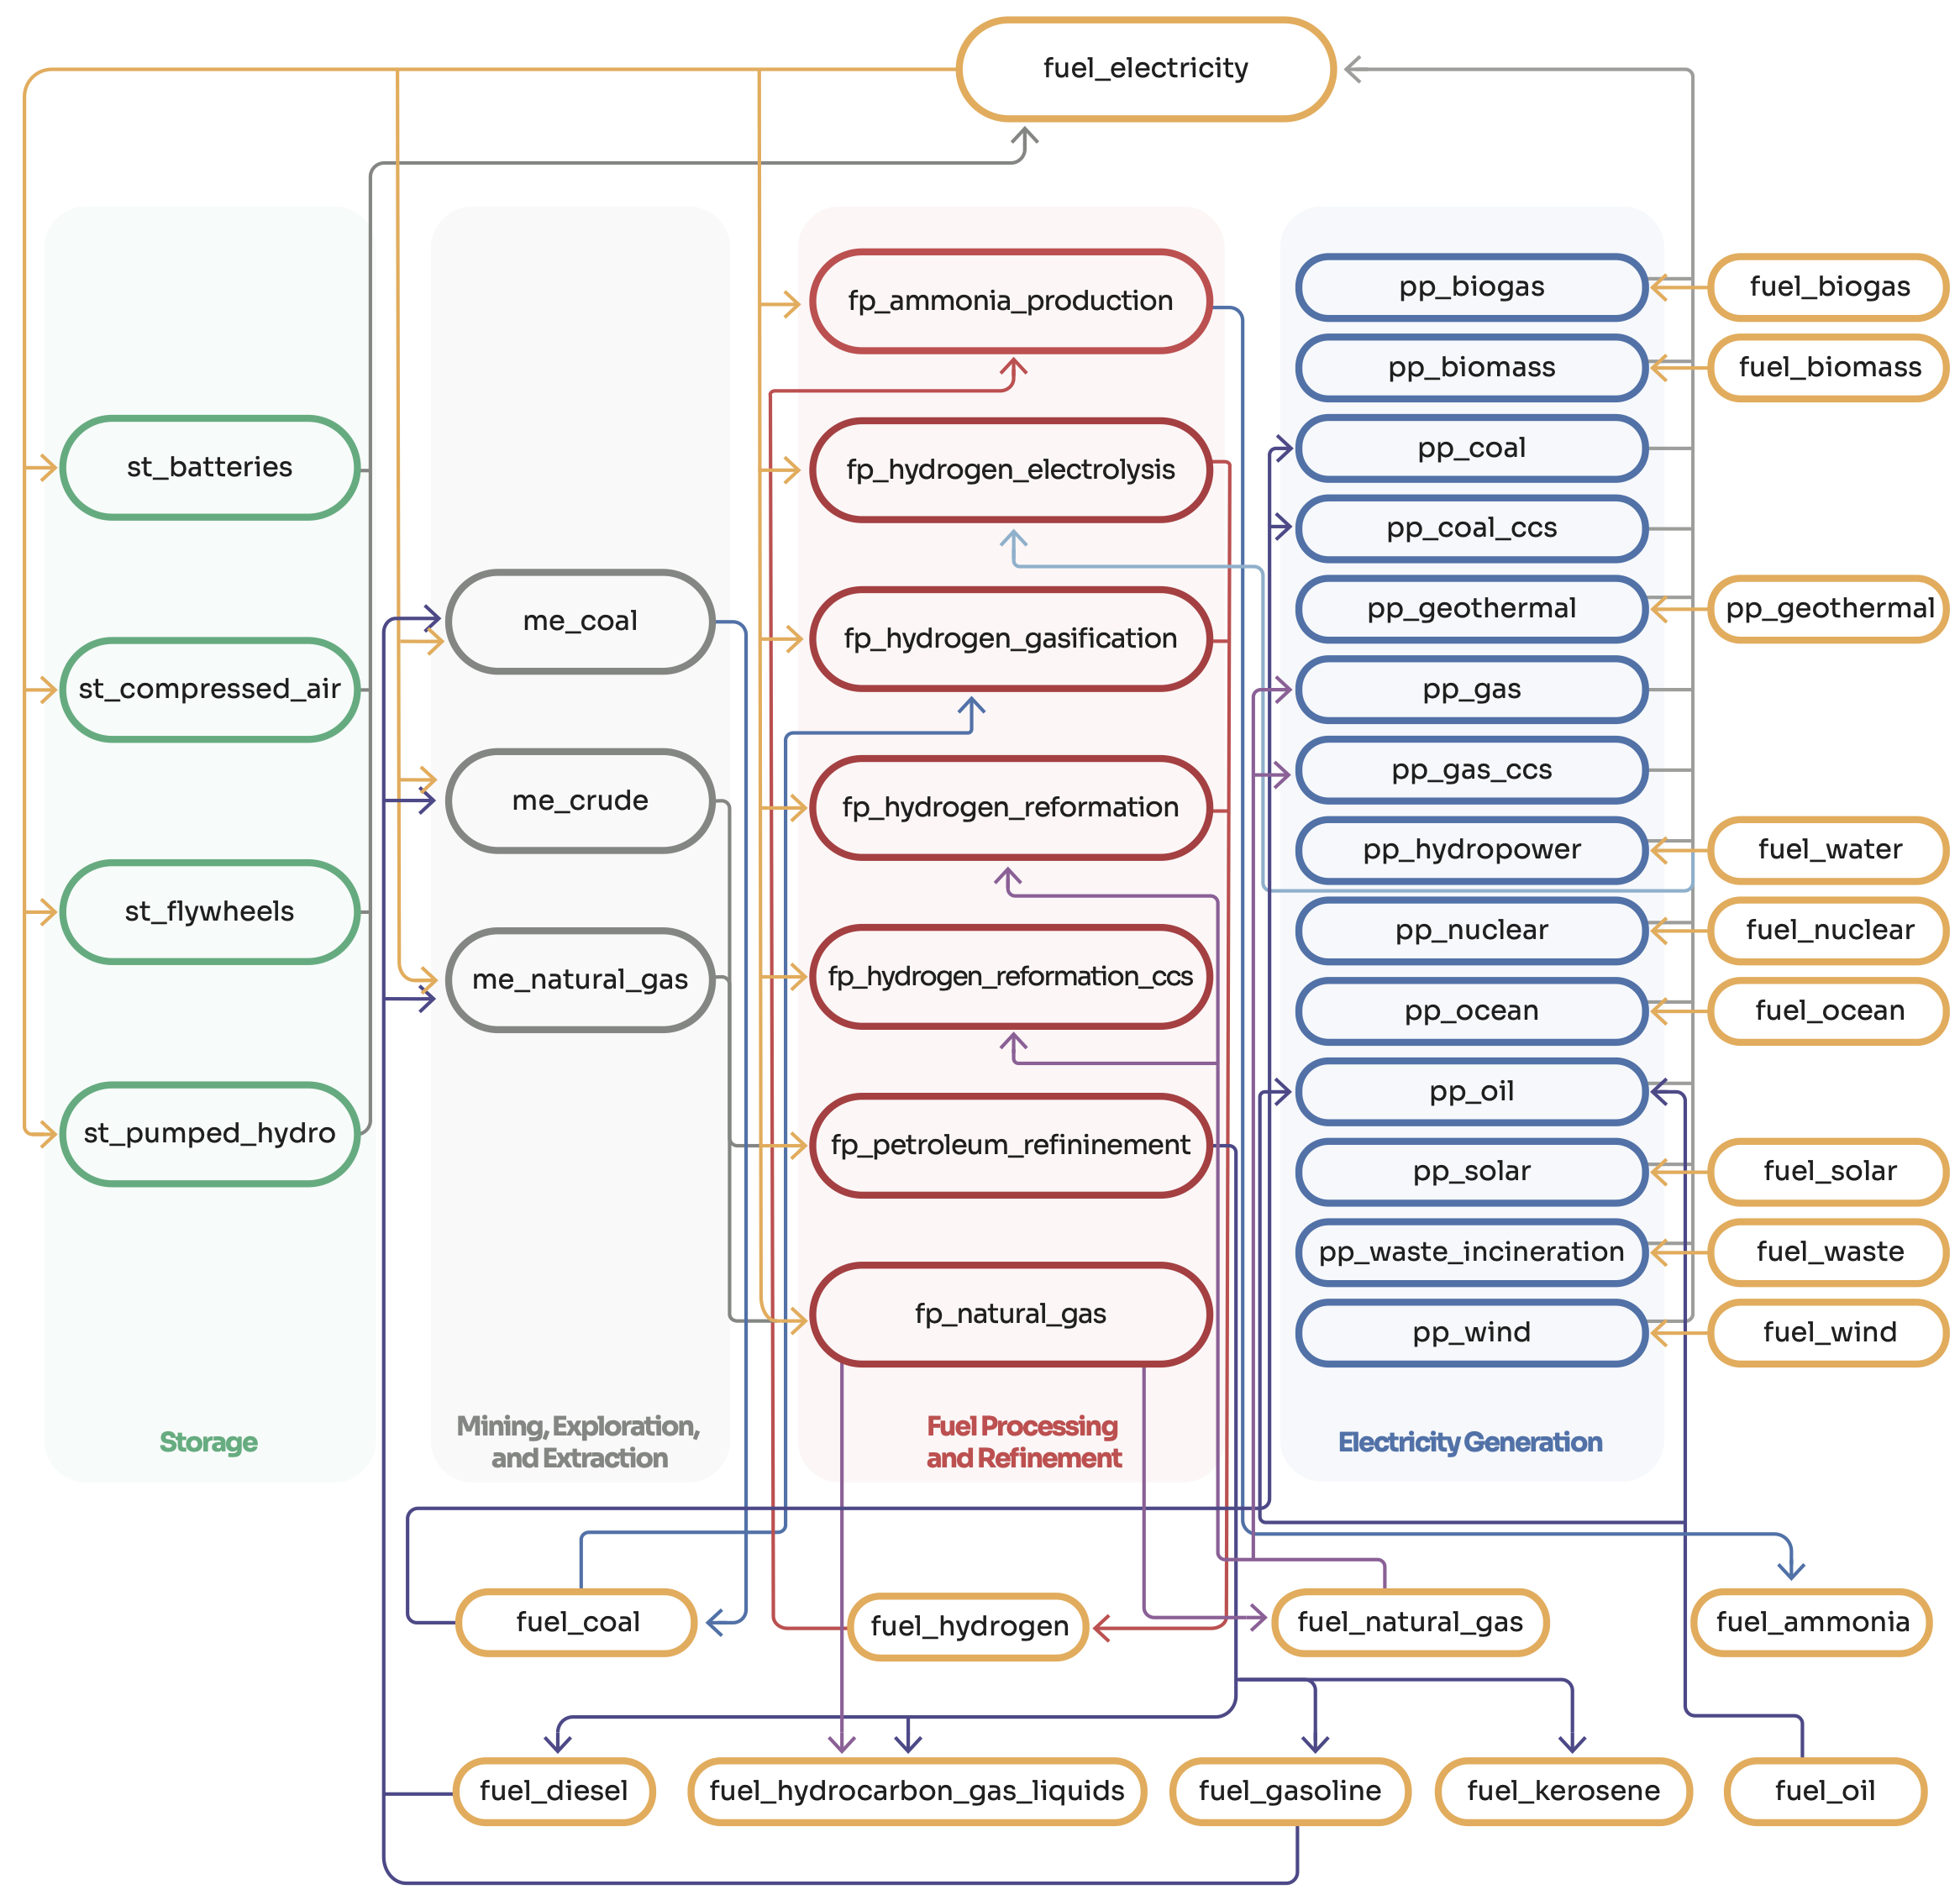 fuel_electricity
st_batteries
st_compressed_air
st_flywheels
st_pumped_hydro
Storage
me_coal
me_crude
me_natural_gas
Mining, Exploration,
and Extraction
fp_ammonia_production
fp_hydrogen_electrolysis
fp_hydrogen_gasification
fp_hydrogen_reformation
fp_hydrogen_reformation_ccs
fp_petroleum_refininement
fp_natural_gas
Fuel Processing
and Refinement
pp_biogas
pp_biomass
pp_coal
pp_coal_ccs
pp_geothermal
pp_gas
pp_gas_ccs
pp_hydropower
pp_nuclear
pp_ocean
pp_oil
pp_solar
pp_waste_incineration
pp_wind
Electricity Generation
fuel_biogas
fuel_biomass
pp_geothermal
fuel_water
fuel_nuclear
fuel_ocean
fuel_solar
fuel_waste
fuel_wind
fuel_coal
fuel_hydrogen
fuel_natural_gas
fuel_ammonia
fuel_diesel
fuel_hydrocarbon_gas_liquids
fuel_gasoline
fuel_kerosene
fuel_oil